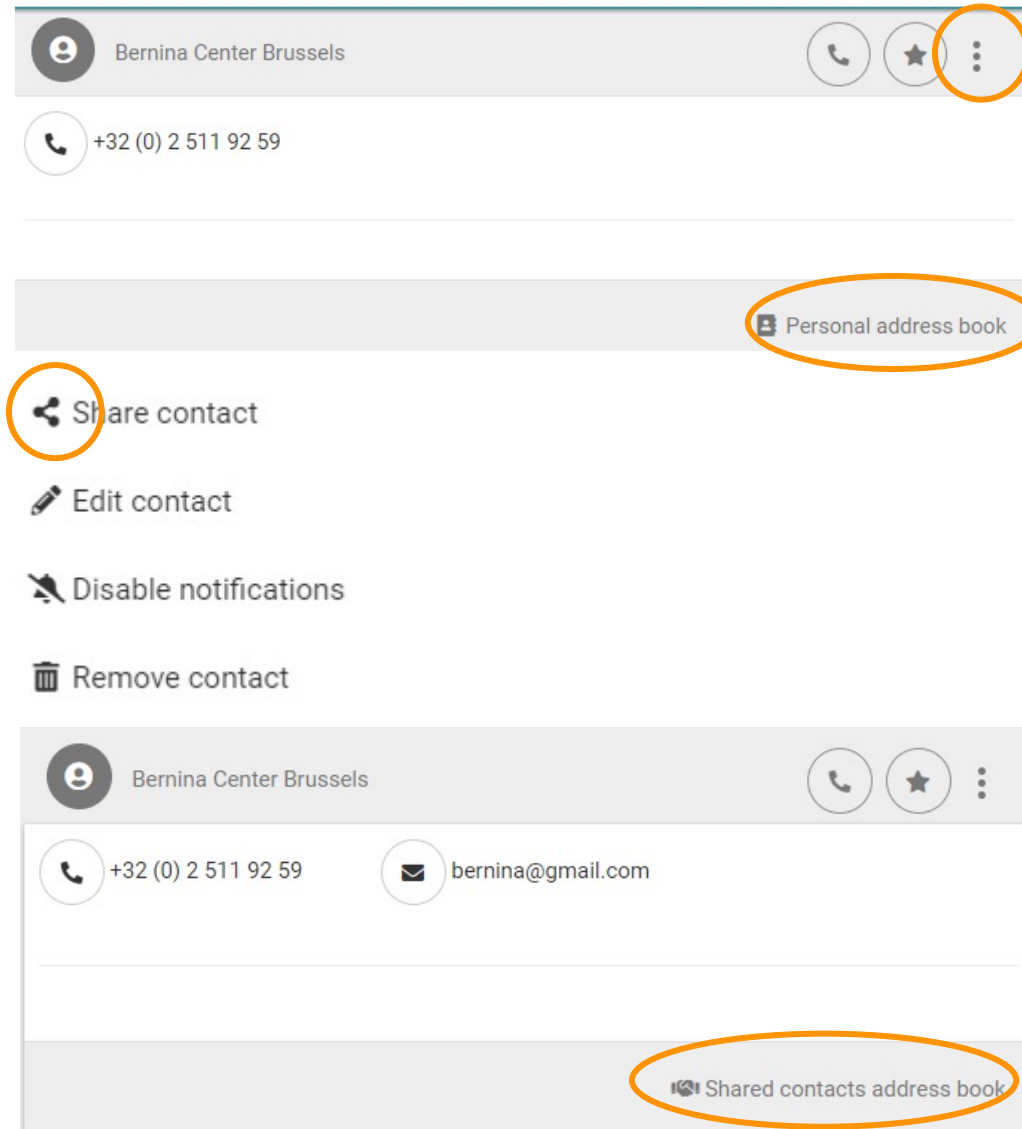 Bernina Center Brussels
+32 (0) 2 511 92 59
Personal address book
Share contact
Edit contact
Disable notifications
Remove contact
Bernina Center Brussels
+32 (0) 2 511 92 59 bernina@gmail.com
Shared contacts address book